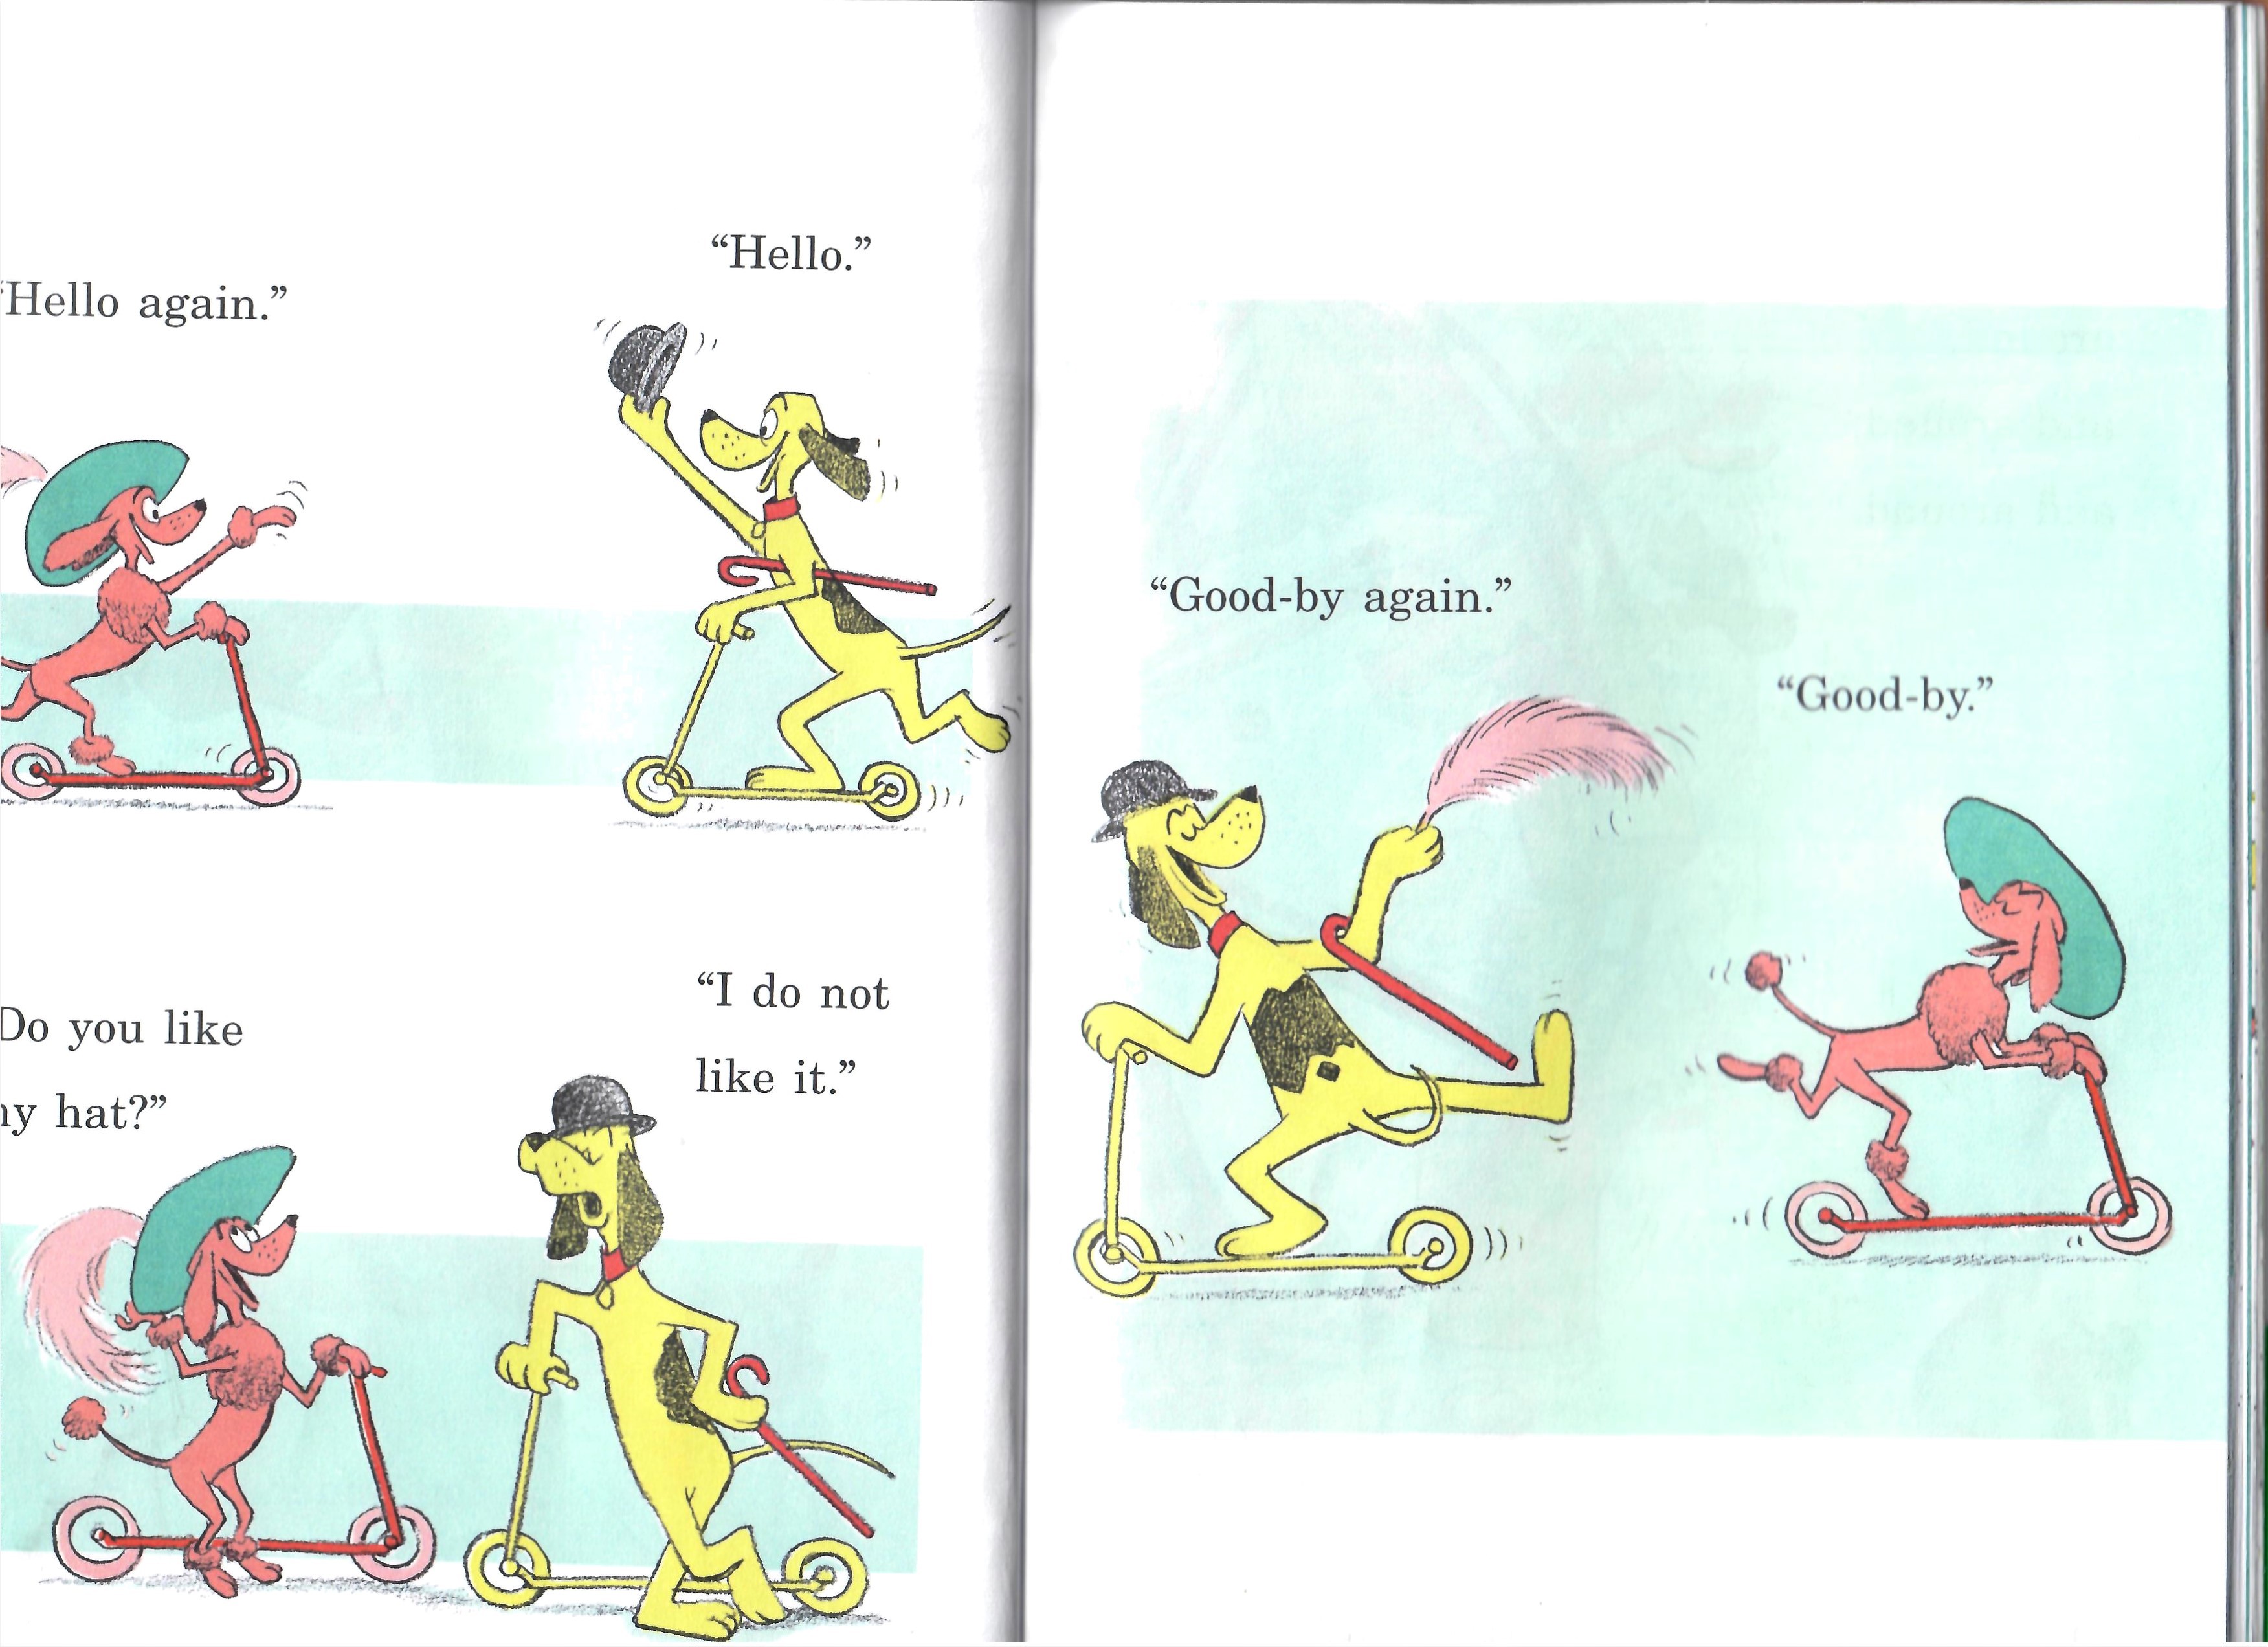 “Hello again.”
“Hello.”
Do you like
hat?”
“I do not
like it.”
“Good-by again.”
“Good-by.”